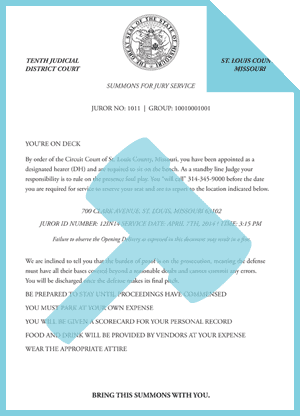 TENTH JUDICIAL
DISTRICT COURT
ST. LOUIS COUN
MISSOURI
SUMMONS FOR JURY SERVICE
JUROR NO: 1011 | GROUP: 10010001001
YOU'RE ON DECK
By order of the Circuit Court of St. Louis County, Missouri, you have been appointed as a
designated hearer (DH) and are required to sit on the bench. As a standby line Judge your
responsibility is to rule on the presence foul play. You "will call" 314-345-9000 before the date
you are required for service to reserve your seat and are to report to the location indicated below.
700 CLARK AVENUE, ST. LOUIS, MISSOURI 63102
JUROR ID NUMBER: 12IN14 SERVICE DATE: APRIL 7TH, 2014 • TIME: 3:15 PM
Failure to observe the Opening Delivery as expressed in this document may result in a fine.
We are inclined to tell you that the burden of proof is on the prosecution, meaning the defense
must have all their bases covered beyond a reasonable doubt and cannot commit any errors.
You will be discharged once the defense makes its final pitch.
BE PREPARED TO STAY UNTIL PROCEEDINGS HAVE COMMENSED
YOU MUST PARK AT YOUR OWN EXPENSE
YOU WILL BE GIVEN A SCORECARD FOR YOUR PERSONAL RECORD
FOOD AND DRINK WILL BE PROVIDED BY VENDORS AT YOUR EXPENSE
WEAR THE APPROPRIATE ATTIRE
BRING THIS SUMMONS WITH YOU.